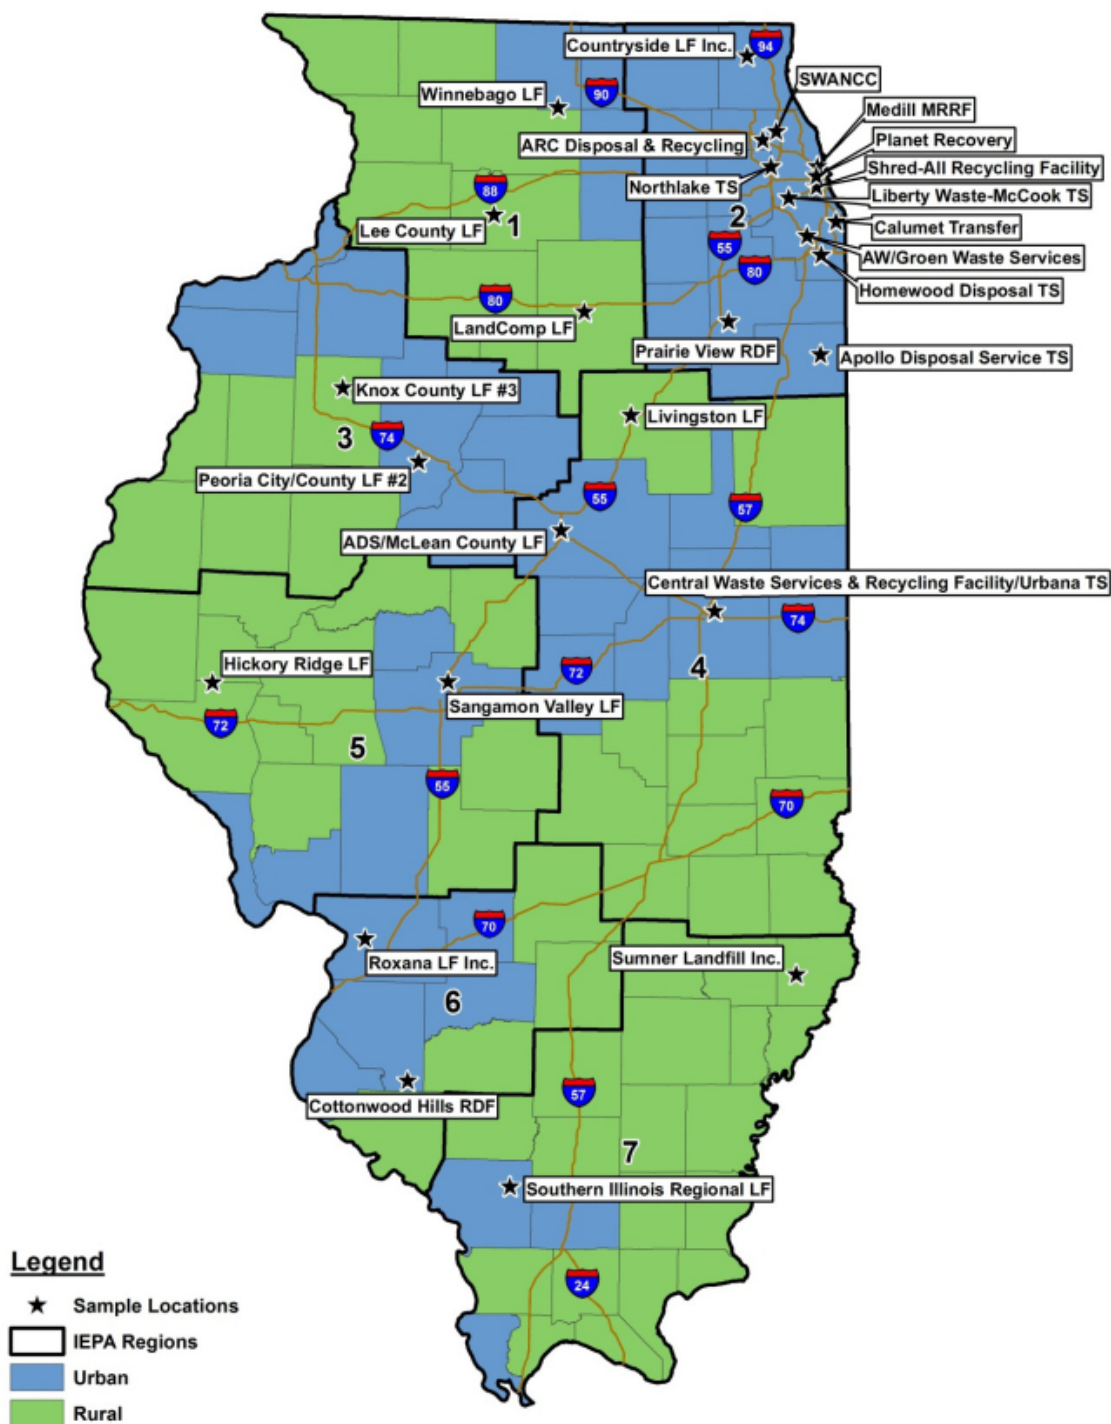 Countryside LF Inc.
94
SWANCC
90
Winnebago LF
Medill MRRF
ARC Disposal & Recycling
Planet Recovery
Shred-All Recycling Facility
Northlake TS
88
Liberty Waste-McCook TS
Lee County LF
1
2
Calumet Transfer
55
AW/Groen Waste Services
80
Homewood Disposal TS
80
LandComp LF
Prairie View RDF
Apollo Disposal Service TS
Knox County LF #3
Livingston LF
3
74
Peoria City/County LF #2
55
57
ADS/McLean County LF
Central Waste Services & Recycling Facility/Urbana TS
74
Hickory Ridge LF
72
4
Sangamon Valley LF
72
5
55
70
70
Roxana LF Inc.
Sumner Landfill Inc.
6
57
Cottonwood Hills RDF
7
Southern Illinois Regional LF
24
Legend
Sample Locations
IEPA Regions
Urban
Rural